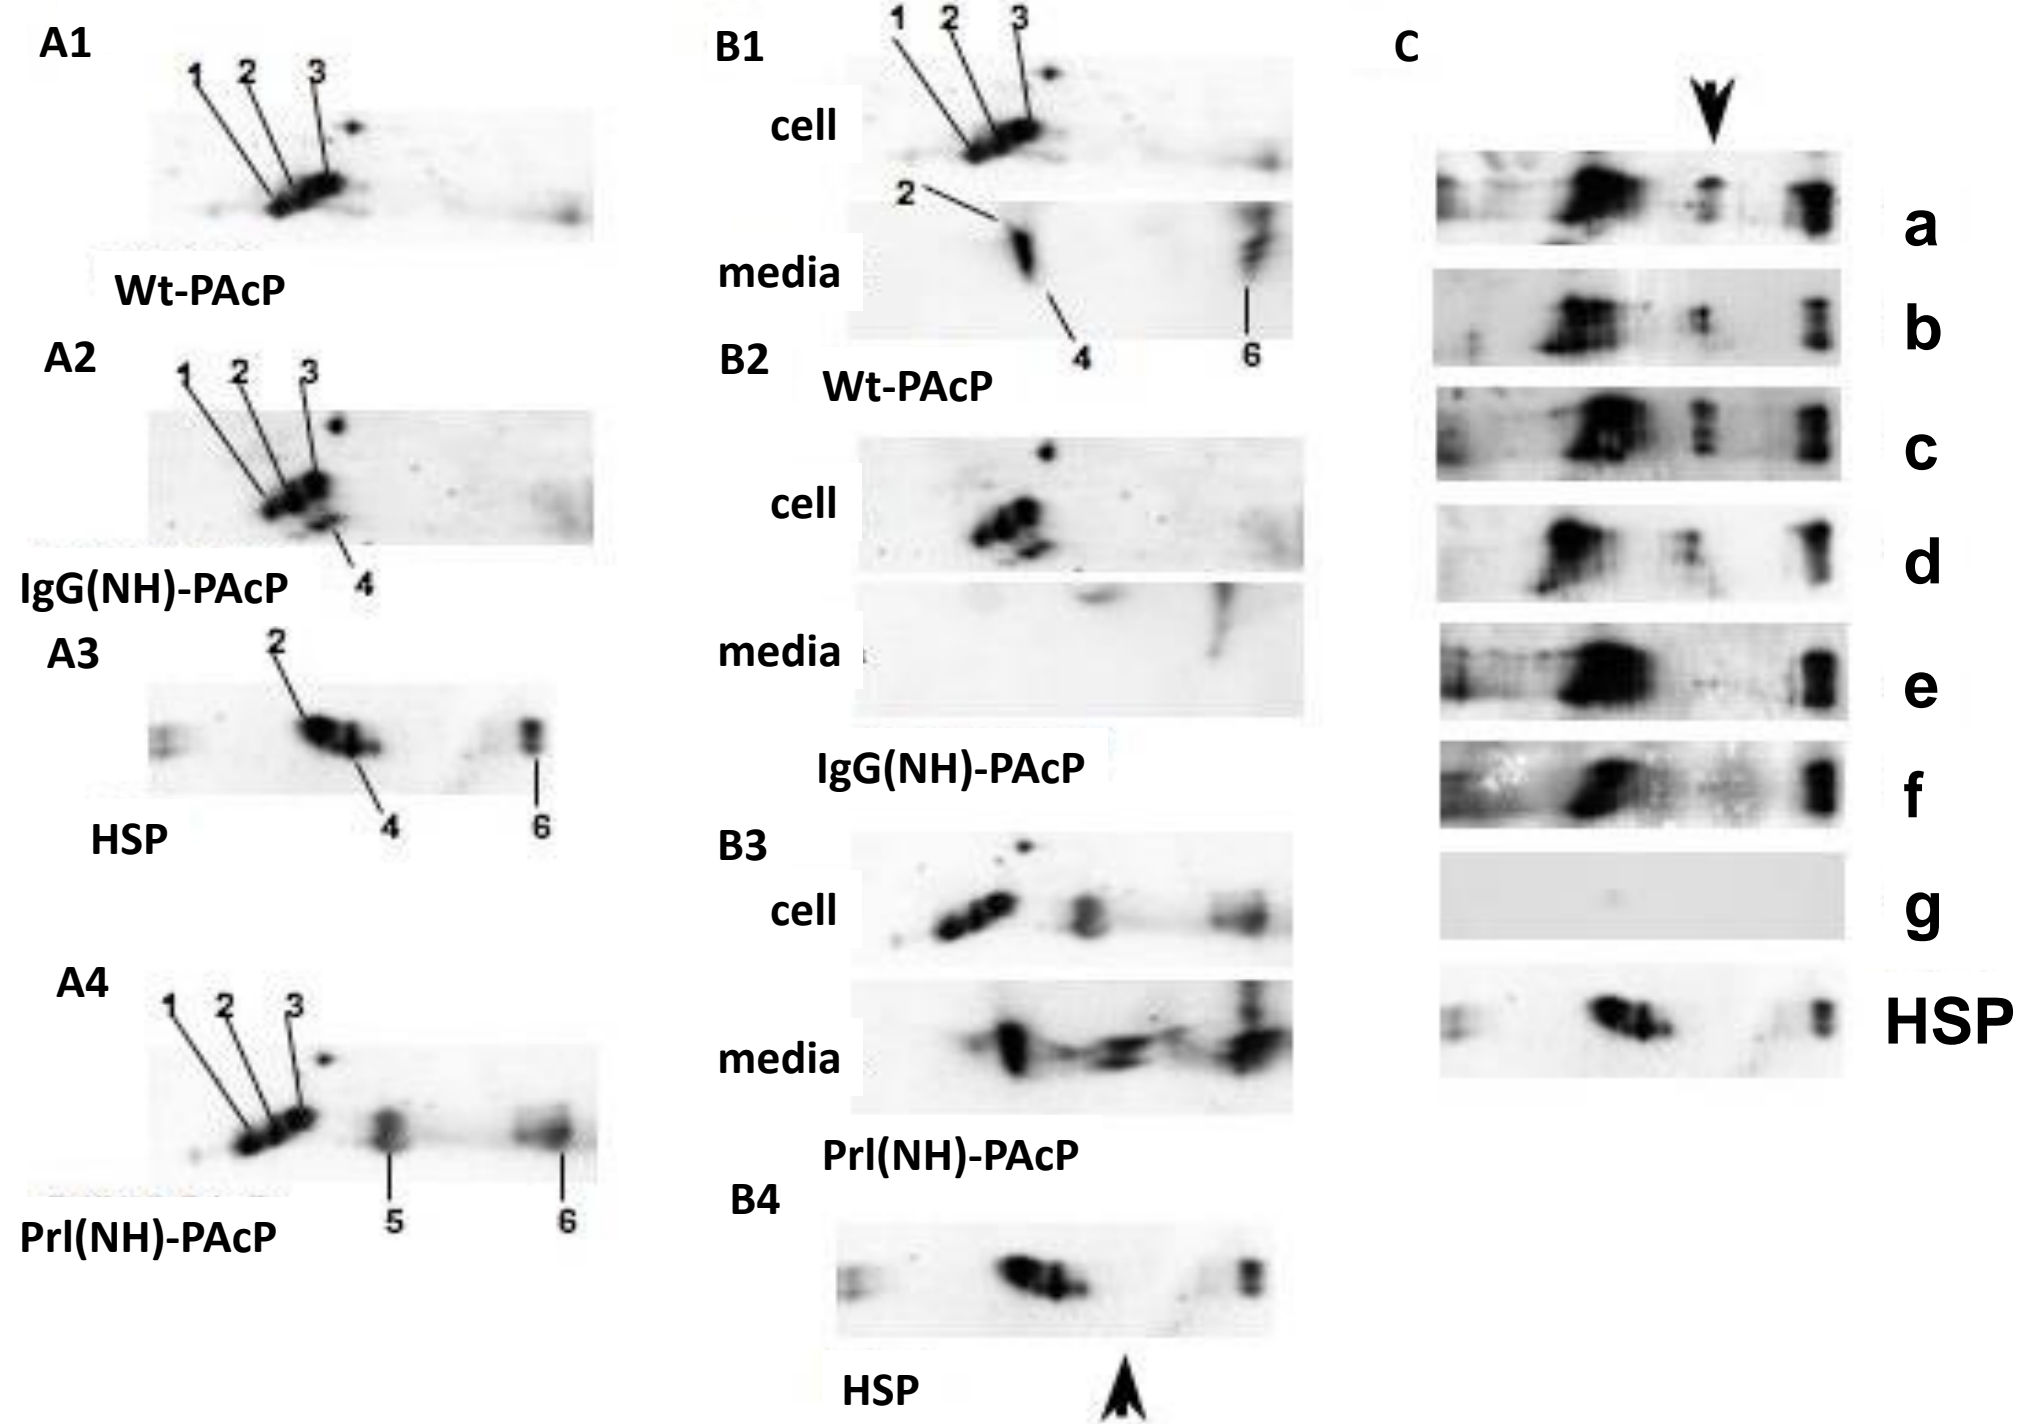 A1
1 2 3
Wt-PAcP
A2
1 2 3
4
IgG(NH)-PAcP
A3
2
4 6
HSP
A4
1 2 3
5 6
Prl(NH)-PAcP
B1
1 2 3
cell
2
media
4 6
Wt-PAcP
B2
cell
media
IgG(NH)-PAcP
B3
cell
media
Prl(NH)-PAcP
B4
HSP
C
a
b
c
d
e
f
g
HSP